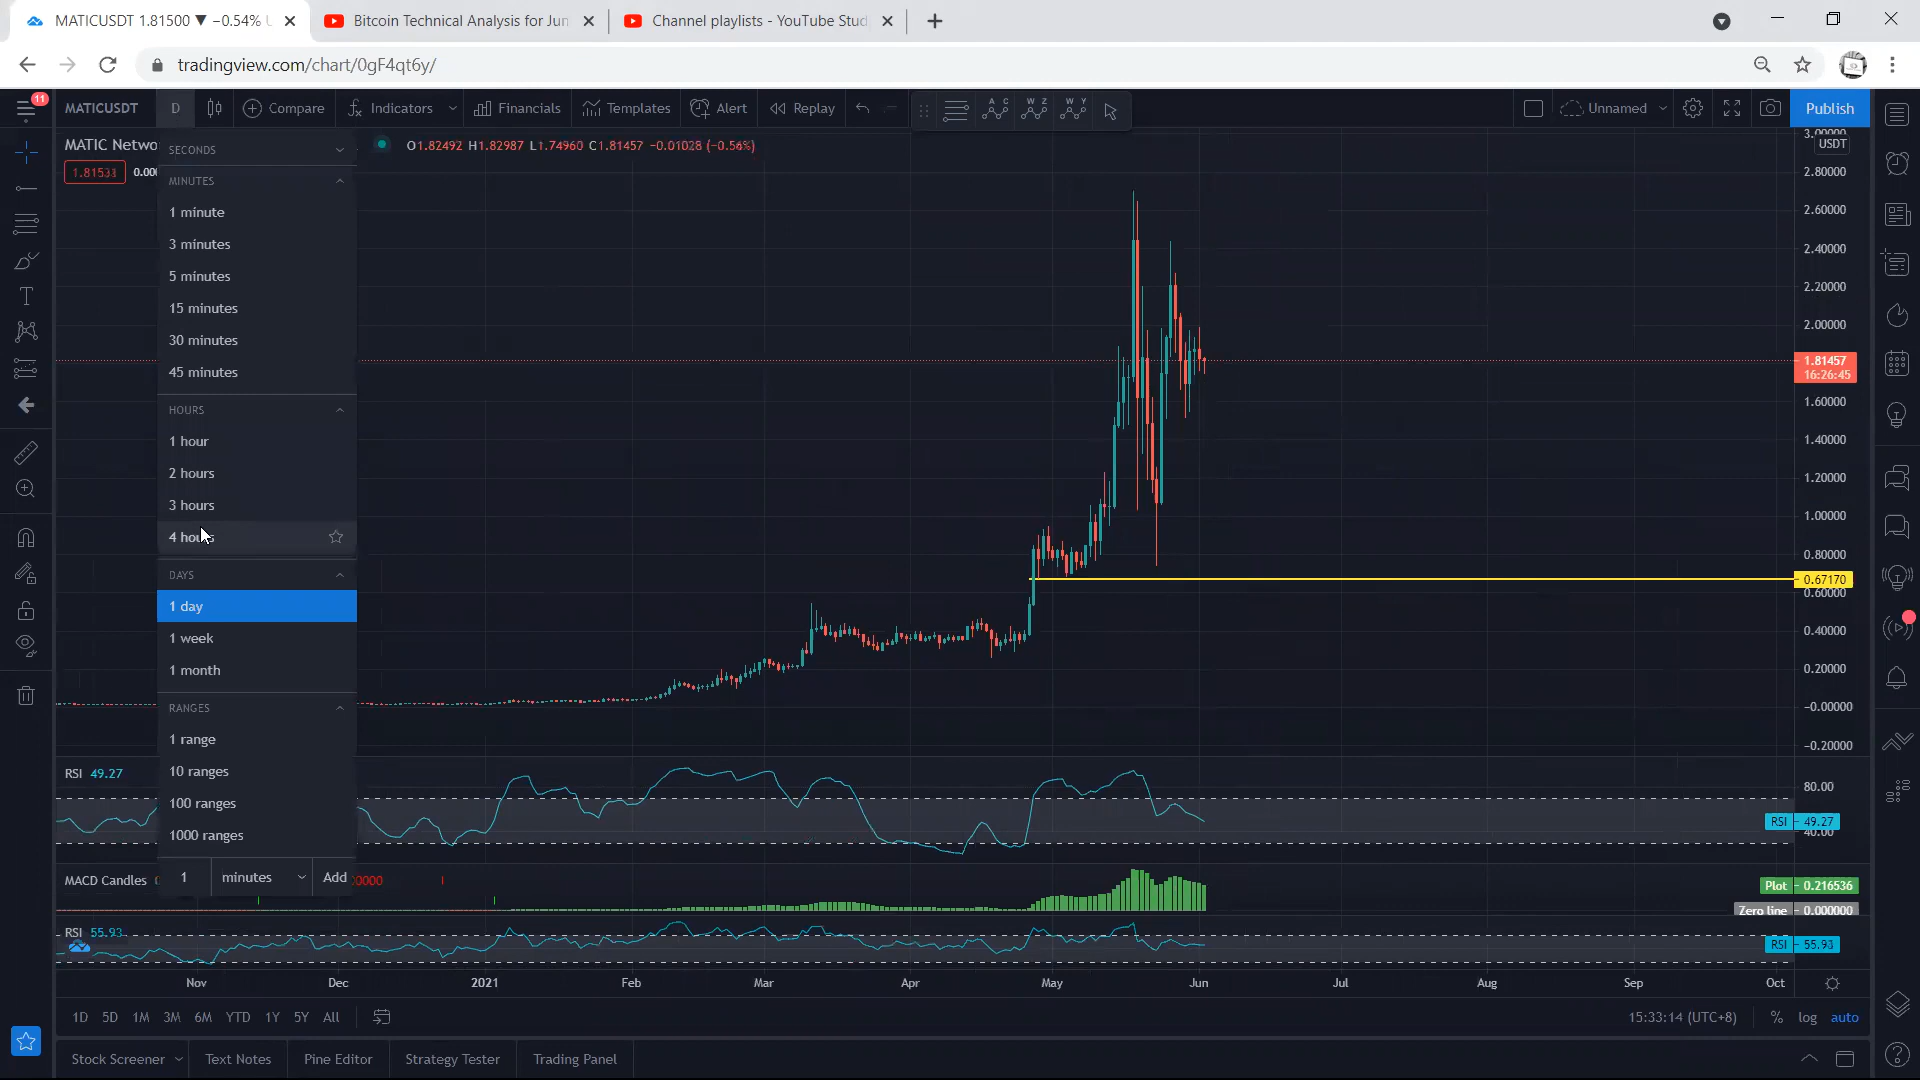 MATICUSDT 1.81500 ▼ −0.54%
Bitcoin Technical Analysis for Jun
Channel playlists - YouTube Stud
tradingview.com/chart/0gF4qt6y/
11
MATICUSDT
D
Compare
Indicators
Financials
Templates
Alert
Replay
A C
W Z
W Y
Unnamed
Publish
MATIC Netwo
O1.82492 H1.82987 L1.74960 C1.81457 −0.01028 (−0.56%)
1.81533
0.00
SECONDS
MINUTES
1 minute
3 minutes
5 minutes
15 minutes
30 minutes
45 minutes
HOURS
1 hour
2 hours
3 hours
4 hours
DAYS
1 day
1 week
1 month
RANGES
1 range
10 ranges
100 ranges
1000 ranges
1
minutes
Add
3.00000
USDT
2.80000
2.60000
2.40000
2.20000
2.00000
1.81457
16:26:45
1.60000
1.40000
1.20000
1.00000
0.80000
0.67170
0.60000
0.40000
0.20000
−0.00000
−0.20000
RSI 49.27
80.00
RSI 49.27
40.00
MACD Candles
0000
Plot 0.216536
Zero line 0.000000
RSI 55.93
RSI 55.93
Nov
Dec
2021
Feb
Mar
Apr
May
Jun
Jul
Aug
Sep
Oct
1D
5D
1M
3M
6M
YTD
1Y
5Y
All
15:33:14 (UTC+8)
%
log
auto
Stock Screener
Text Notes
Pine Editor
Strategy Tester
Trading Panel